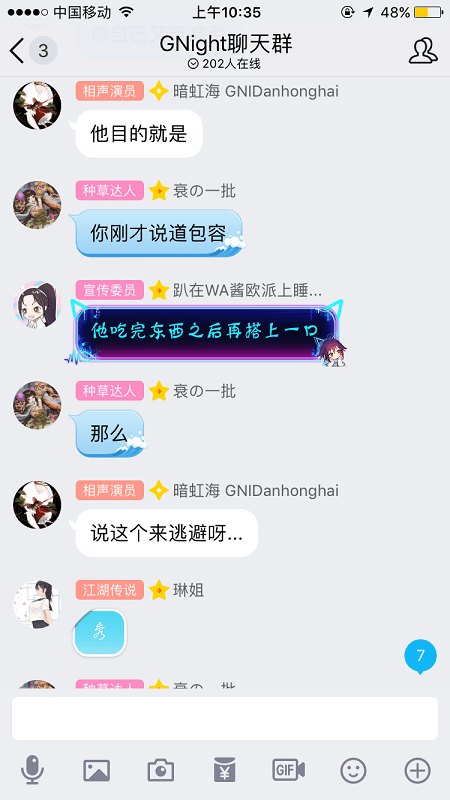 中国移动 上午10:35 48%
你自己
3 GNight聊天群
202人在线
相声演员 暗虹海 GNIDanhonghai
他目的就是
种草达人 衰の一批
你刚才说道包容
宣传委员 趴在WA酱欧派上睡...
他吃完东西之后再搭上一口
种草达人 衰の一批
那么
相声演员 暗虹海 GNIDanhonghai
说这个来逃避呀...
江湖传说 琳姐
秀
7
种草达人 衰の一批
¥
GIF